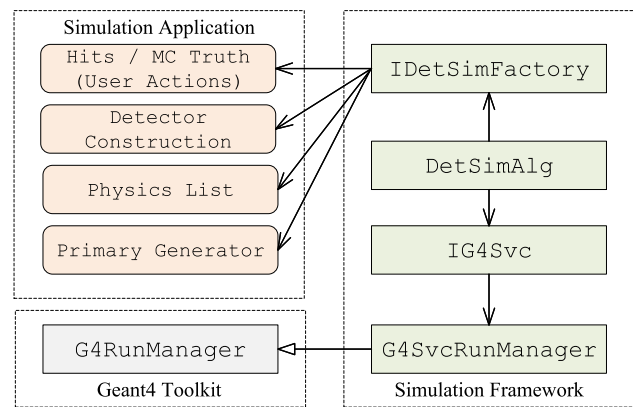 Simulation Application
Hits / MC Truth
(User Actions)
Detector
Construction
Physics List
Primary Generator
G4RunManager
Geant4 Toolkit
IDetSimFactory
DetSimAlg
IG4Svc
G4SvcRunManager
Simulation Framework